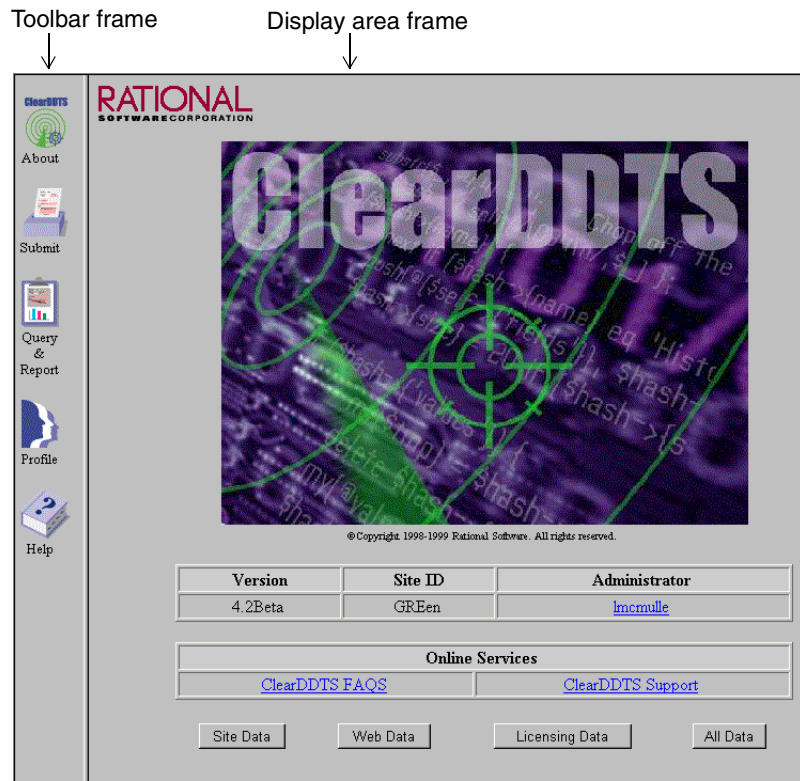 Toolbar frame
Display area frame
ClearDDTS
About
Submit
Query
&
Report
Profile
?
Help
RATIONAL
SOFTWARE CORPORATION
ClearDDTS
©Copyright 1998-1999 Rational Software. All rights reserved.
Version Site ID Administrator
4.2Beta GREen lmcmulle
Online Services
ClearDDTS FAQS ClearDDTS Support
Site Data Web Data Licensing Data All Data